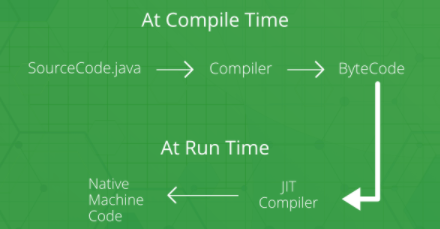 At Compile Time
SourceCode.java
Compiler
ByteCode
At Run Time
Native
Machine
Code
JIT
Compiler